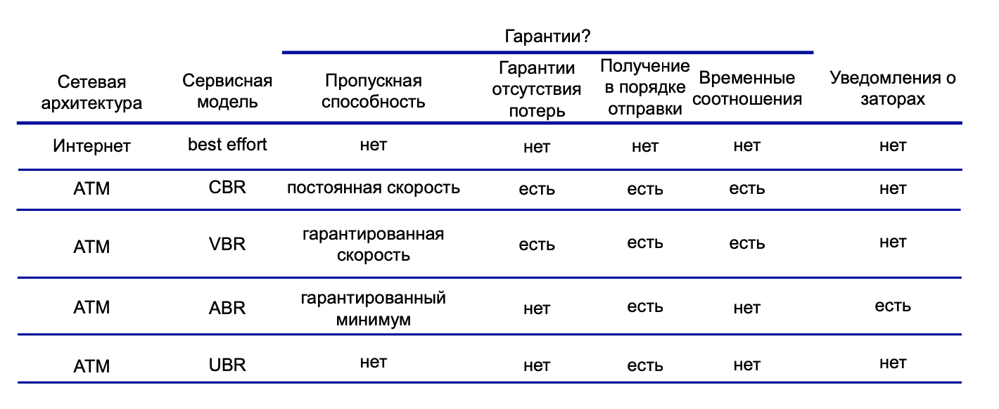 Гарантии?
Сетевая
архитектура
Сервисная
модель
Пропускная
способность
Гарантии
отсутствия
потерь
Получение
в порядке
отправки
Временные
соотношения
Уведомления о
заторах
Интернет best effort нет нет нет нет нет
ATM CBR постоянная скорость есть есть есть нет
ATM VBR гарантированная
скорость есть есть есть нет
ATM ABR гарантированный
минимум нет есть нет есть
ATM UBR нет нет есть нет нет